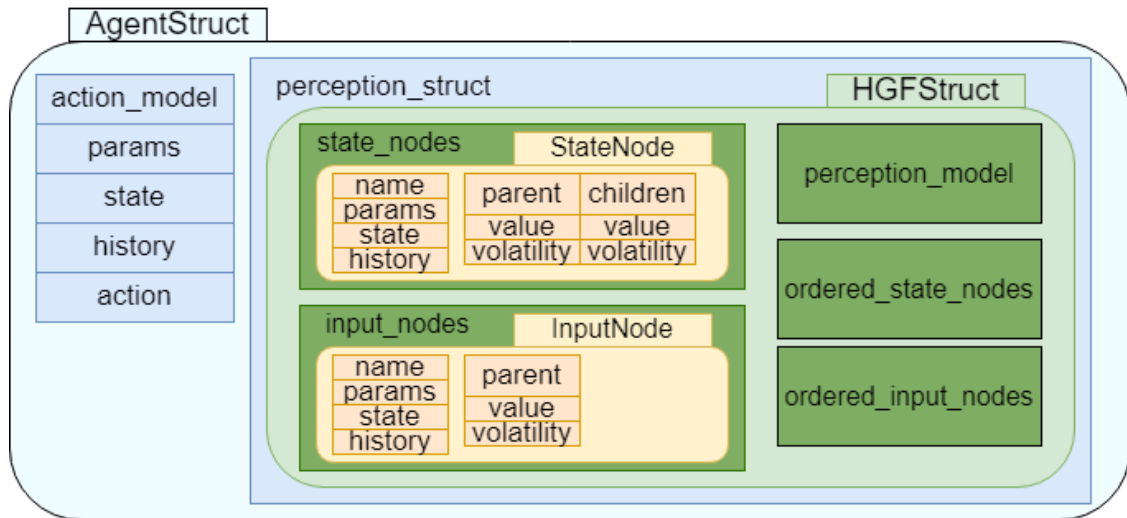 AgentStruct
action_model
params
state
history
action
perception_struct
HGFStruct
state_nodes
StateNode
name
params
state
history
parent children
value value
volatility volatility
input_nodes
InputNode
name
params
state
history
parent
value
volatility
perception_model
ordered_state_nodes
ordered_input_nodes